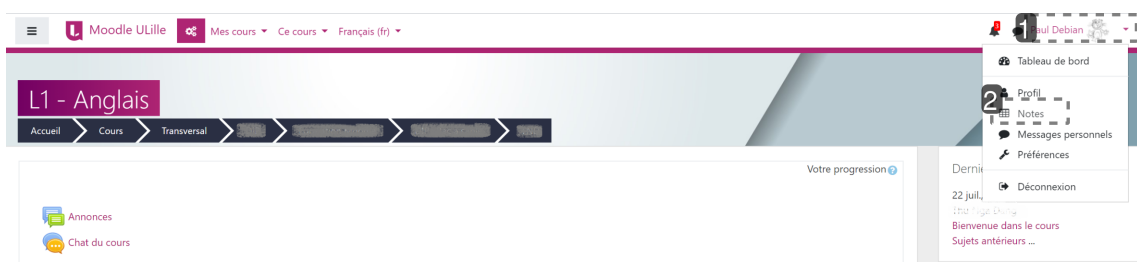 Moodle ULille Mes cours Ce cours Français (fr) 3 1 Paul Debian
Tableau de bord
L1 - Anglais
2 Profil
Notes
Accueil Cours Transversal
Messages personnels
Préférences
Votre progression
Derni
Déconnexion
22 juil.,
Annonces
Bienvenue dans le cours
Chat du cours
Sujets antérieurs ...